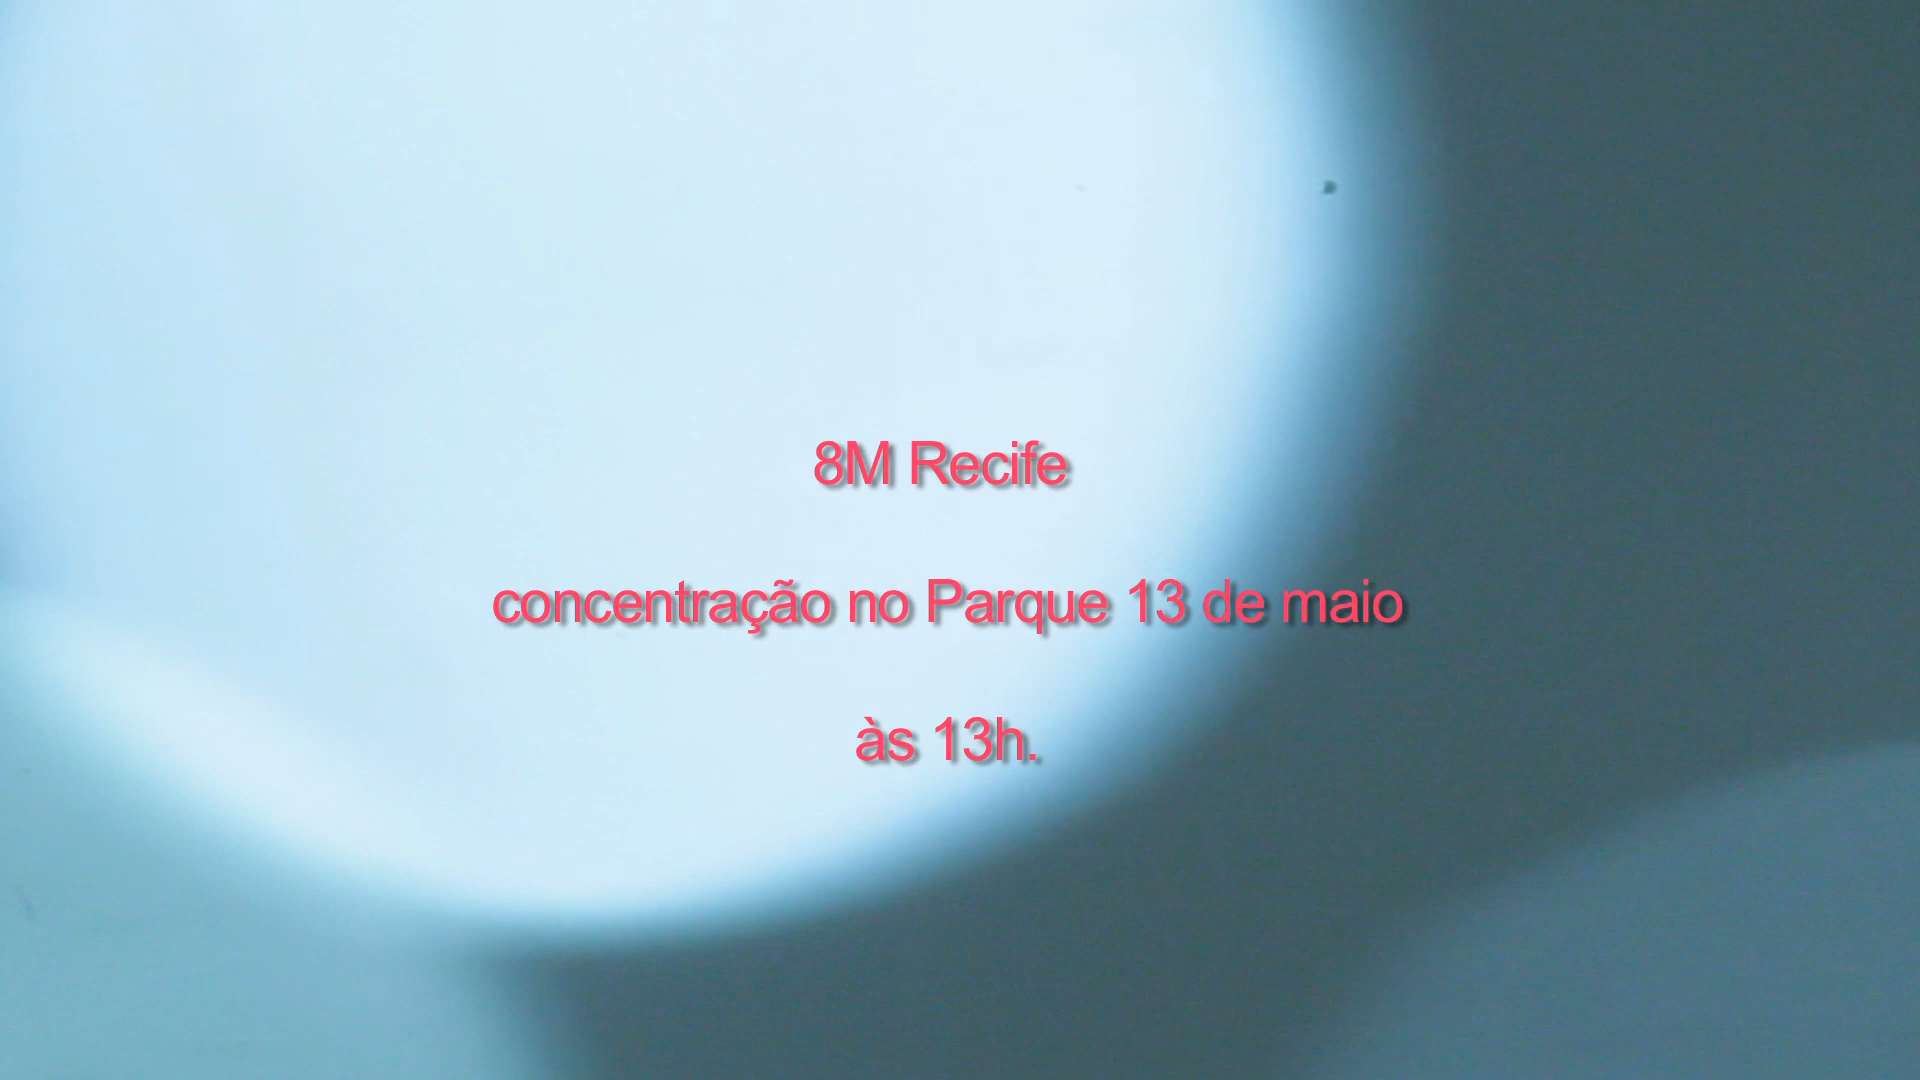 8M Recife
concentração no Parque 13 de maio
às 13h.